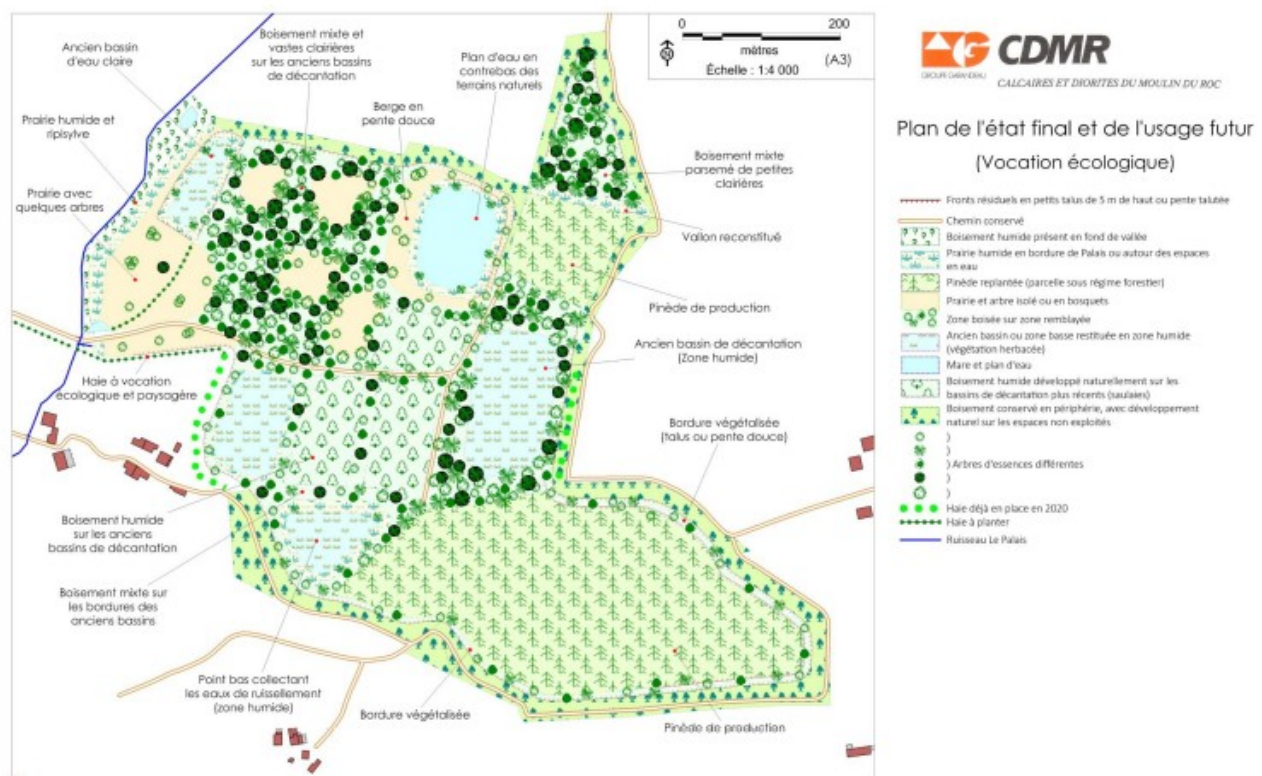 Ancien bassin
d'eau claire
Boisement mixte et
vastes clairières
sur les anciens bassins
de décantation
Plan d'eau en
contrebas des
terrains naturels
0 200
mètres
Échelle : 1:4 000
(A3)
N
Prairie humide et
ripisylve
Berge en
pente douce
Prairie avec
quelques arbres
Boisement mixte
parsemé de petites
clairières
Vallon reconstitué
Pinède de production
Ancien bassin de décantation
(Zone humide)
Haie à vocation
écologique et paysagère
Bordure végétalisée
(talus ou pente douce)
Boisement humide
sur les anciens
bassins de décantation
Boisement mixte sur
les bordures des
anciens bassins
Point bas collectant
les eaux de ruissellement
(zone humide)
Bordure végétalisée
Pinède de production
GROUPE GARANDEAU
CDMR
CALCAIRES ET DIORITES DU MOULIN DU ROC
Plan de l'état final et de l'usage futur
(Vocation écologique)
Fronts résiduels en petits talus de 5 m de haut ou pente talutée
Chemin conservé
Boisement humide présent en fond de vallée
Prairie humide en bordure de Palais ou autour des espaces
en eau
Pinède replantée (parcelle sous régime forestier)
Prairie et arbre isolé ou en bosquets
Zone boisée sur zone remblayée
Ancien bassin ou zone basse restituée en zone humide
(végétation herbacée)
Mare et plan d'eau
Boisement humide développé naturellement sur les
bassins de décantation plus récents (saulaies)
Boisement conservé en périphérie, avec développement
naturel sur les espaces non exploités
)
)
) Arbres d'essences différentes
)
)
Haie déjà en place en 2020
Haie à planter
Ruisseau Le Palais